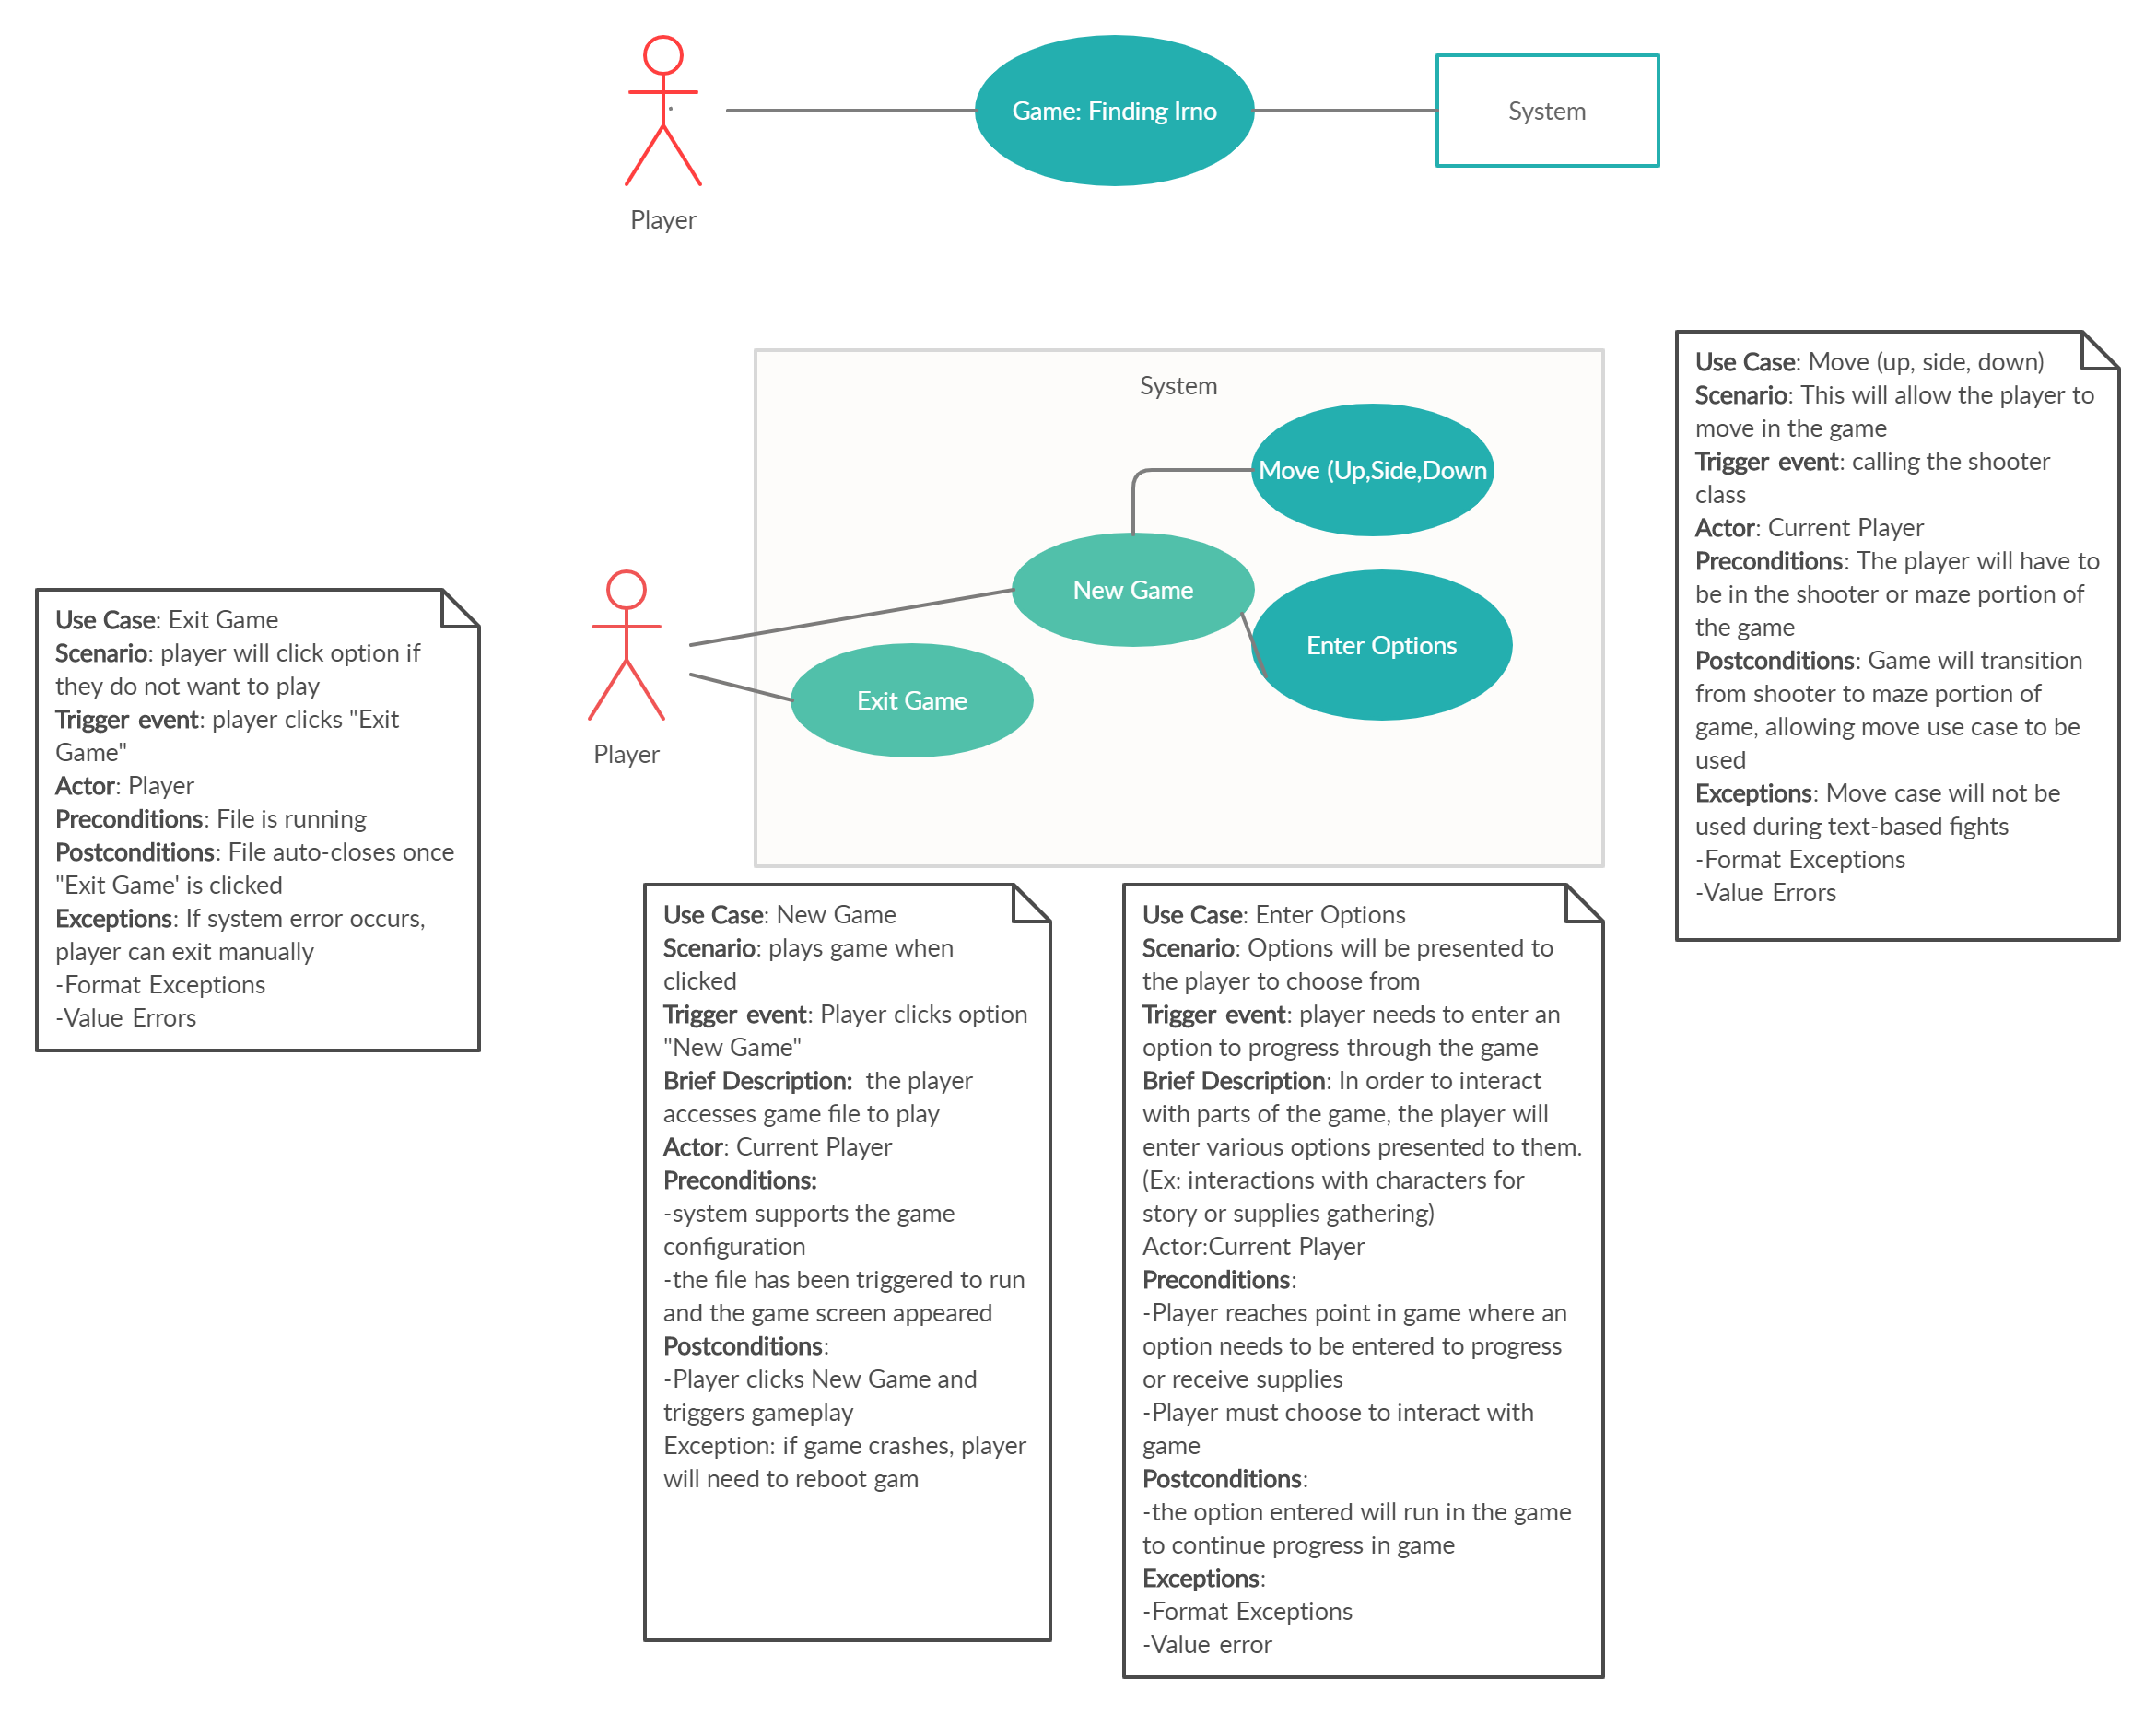 Game: Finding Irno
System
Player
System
Move (Up,Side,Down
New Game
Enter Options
Exit Game
Player
Use Case: Exit Game
Scenario: player will click option if
they do not want to play
Trigger event: player clicks "Exit
Game"
Actor: Player
Preconditions: File is running
Postconditions: File auto-closes once
"Exit Game' is clicked
Exceptions: If system error occurs,
player can exit manually
-Format Exceptions
-Value Errors
Use Case: Move (up, side, down)
Scenario: This will allow the player to
move in the game
Trigger event: calling the shooter
class
Actor: Current Player
Preconditions: The player will have to
be in the shooter or maze portion of
the game
Postconditions: Game will transition
from shooter to maze portion of
game, allowing move use case to be
used
Exceptions: Move case will not be
used during text-based fights
-Format Exceptions
-Value Errors
Use Case: New Game
Scenario: plays game when
clicked
Trigger event: Player clicks option
"New Game"
Brief Description:  the player
accesses game file to play
Actor: Current Player
Preconditions:
-system supports the game
configuration
-the file has been triggered to run
and the game screen appeared
Postconditions:
-Player clicks New Game and
triggers gameplay
Exception: if game crashes, player
will need to reboot gam
Use Case: Enter Options
Scenario: Options will be presented to
the player to choose from
Trigger event: player needs to enter an
option to progress through the game
Brief Description: In order to interact
with parts of the game, the player will
enter various options presented to them.
(Ex: interactions with characters for
story or supplies gathering)
Actor:Current Player
Preconditions:
-Player reaches point in game where an
option needs to be entered to progress
or receive supplies
-Player must choose to interact with
game
Postconditions:
-the option entered will run in the game
to continue progress in game
Exceptions:
-Format Exceptions
-Value error